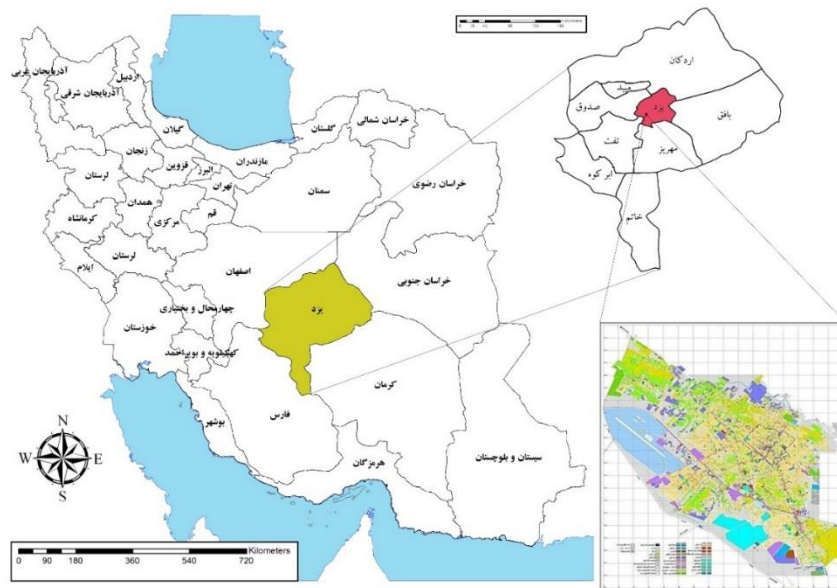 اردکان
میبد
صدوق
یزد
بافق
تفت
مهریز
ابرکوه
خاتم
آذربایجان غربی
آذربایجان شرقی
اردبیل
گیلان
زنجان
لرستان
کرمانشاه
همدان
قزوین
البرز
تهران
مازندران
گلستان
خراسان شمالی
خراسان رضوی
سمنان
قم
مرکزی
لرستان
ایلام
اصفهان
خراسان جنوبی
یزد
چهارمحال و بختیاری
خوزستان
کهگیلویه و بویراحمد
فارس
کرمان
بوشهر
هرمزگان
سیستان و بلوچستان
N
W E
S
Kilometers
0 90 180 360 540 720